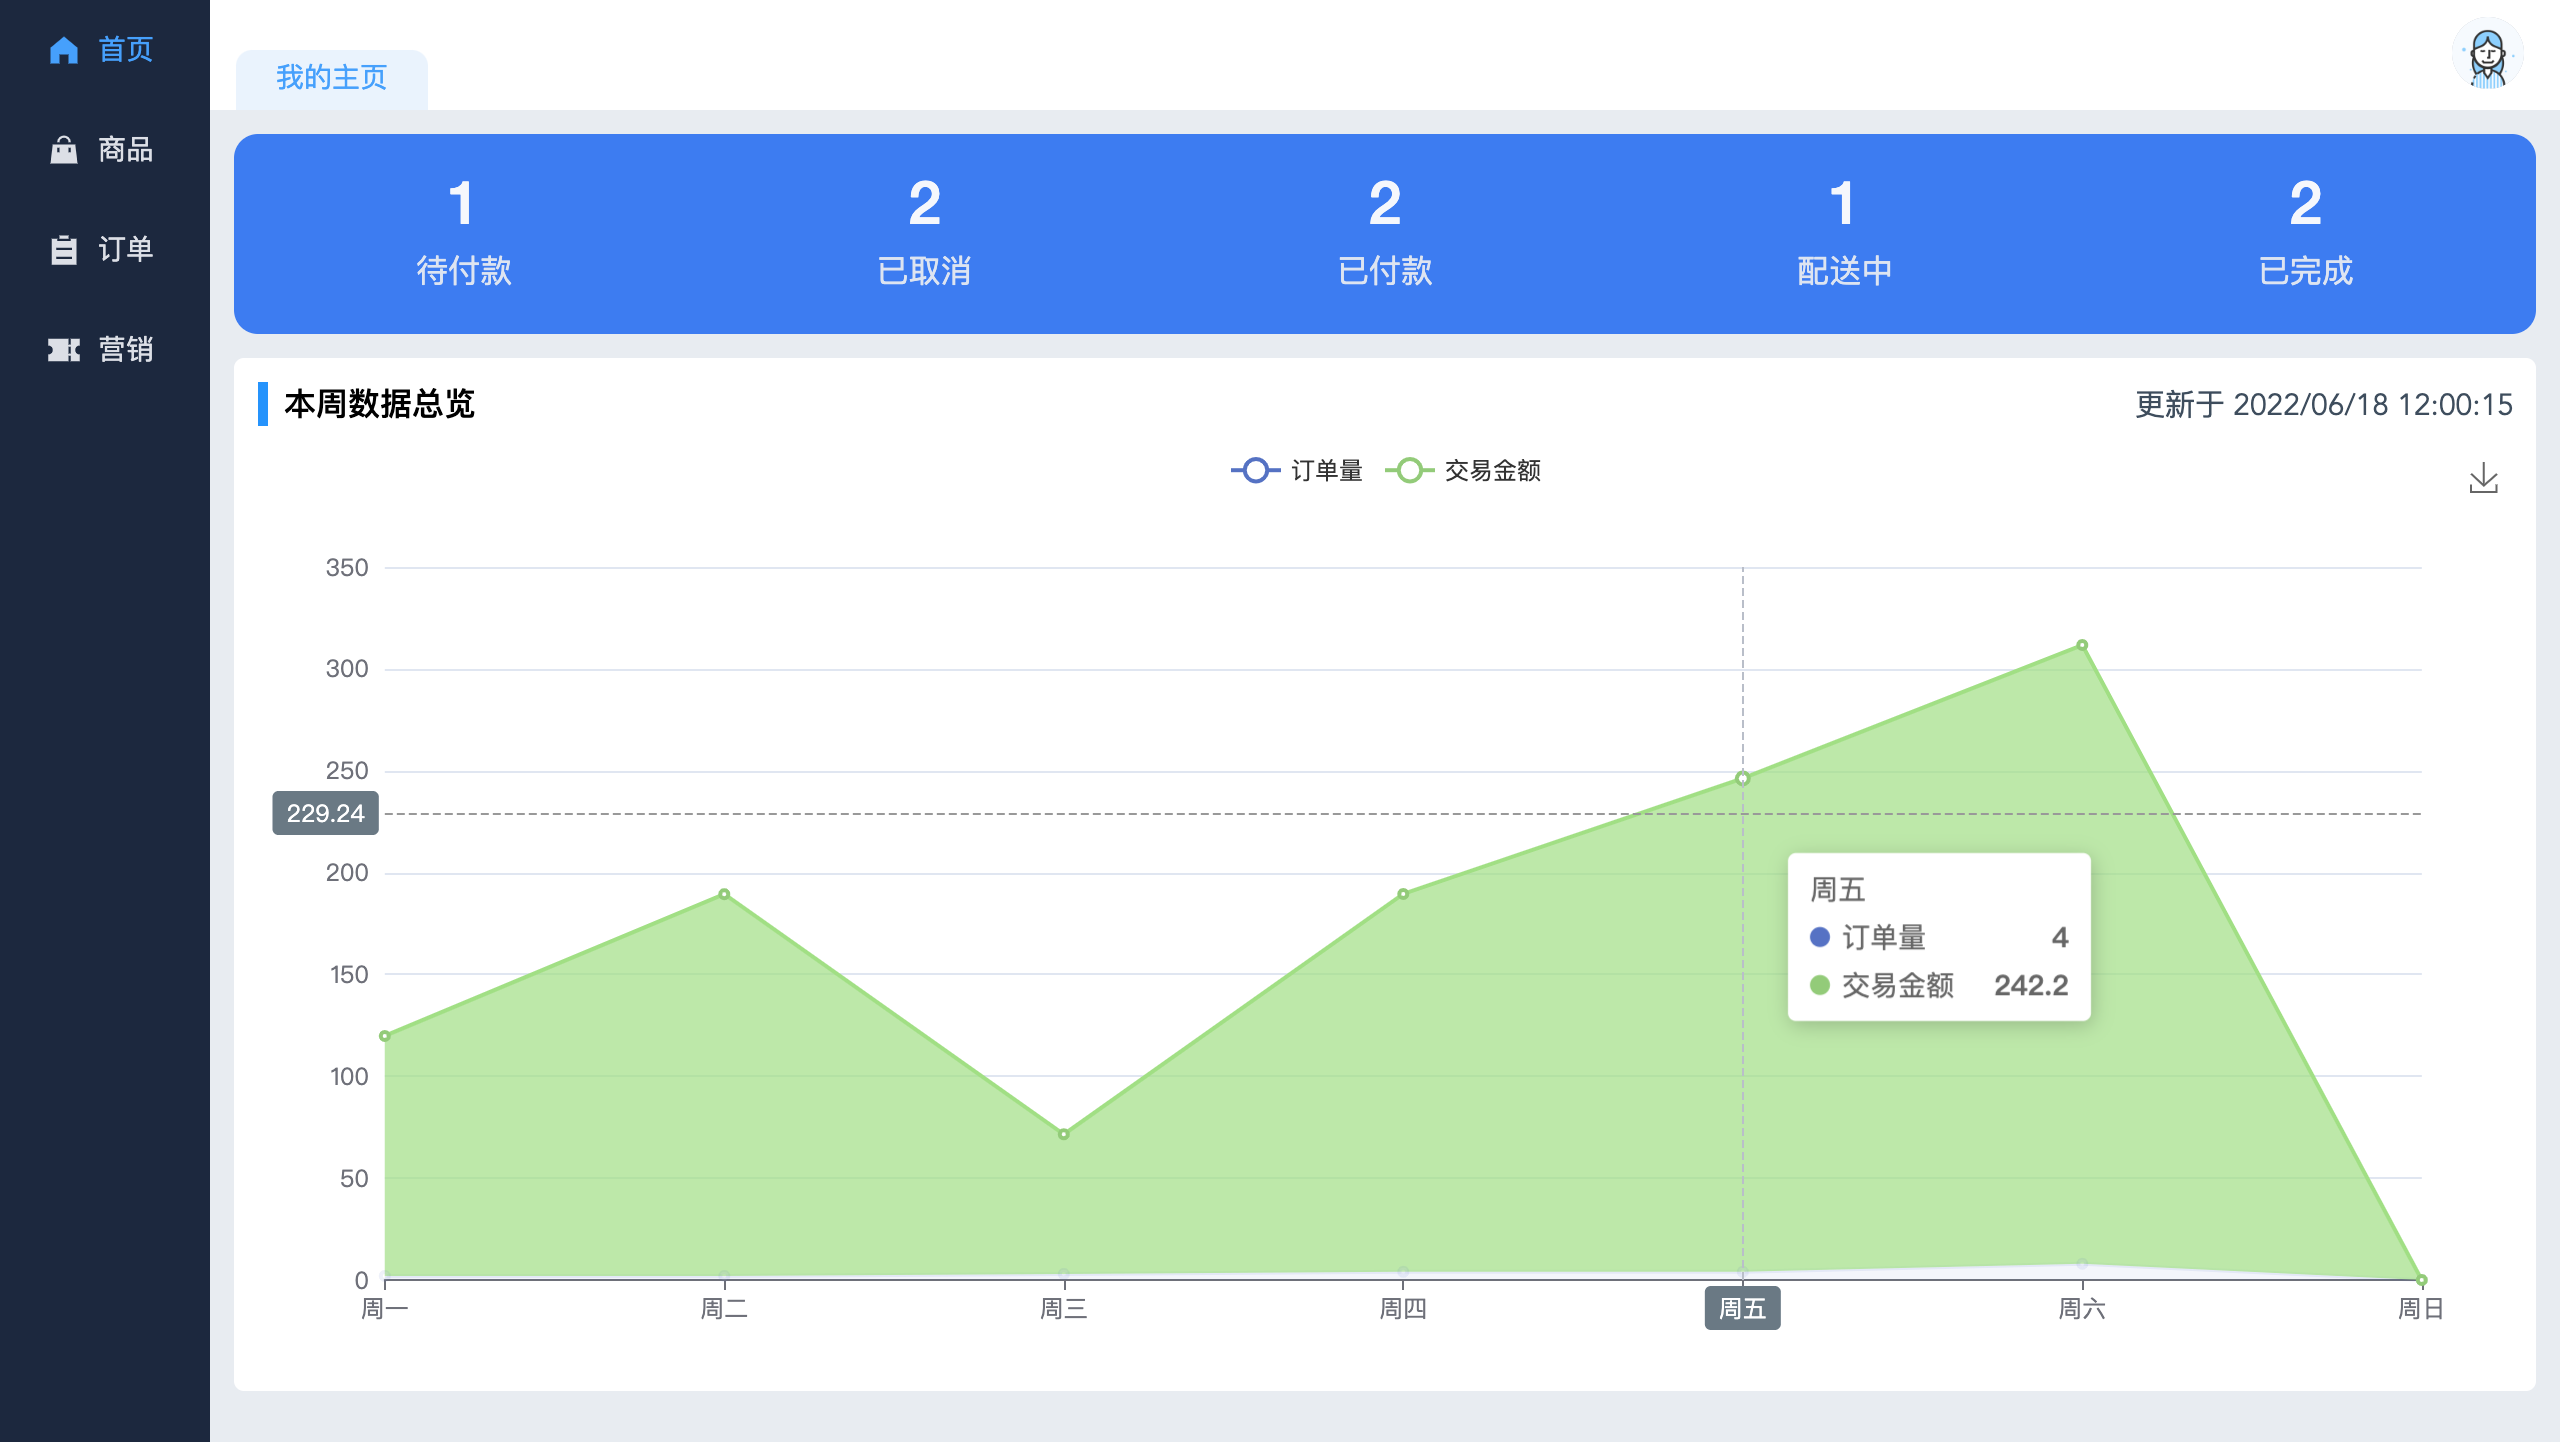 首页
商品
订单
营销
我的主页
1 2 2 1 2
待付款 已取消 已付款 配送中 已完成
本周数据总览
更新于 2022/06/18 12:00:15
订单量 交易金额
350
300
250
229.24
200
150
100
50
0
周五
订单量 4
交易金额 242.2
周一 周二 周三 周四 周五 周六 周日